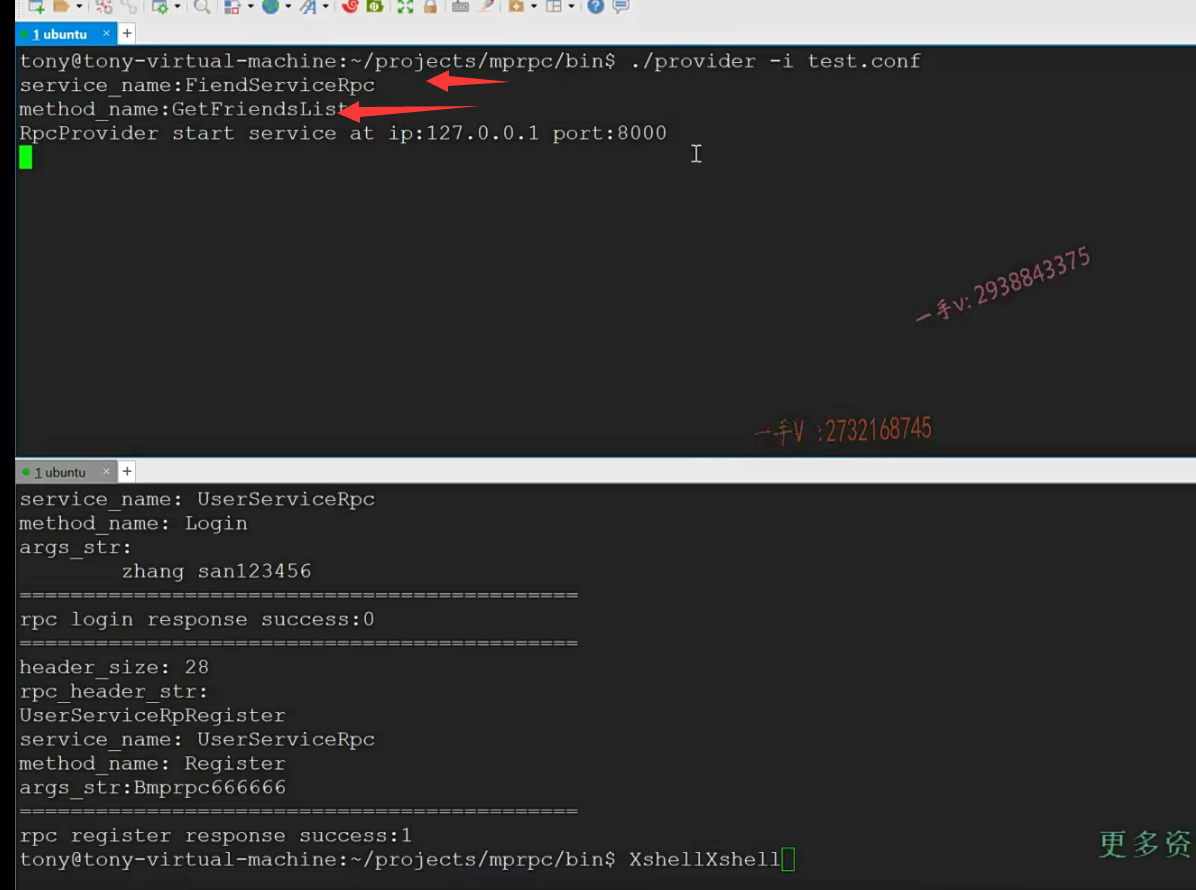 1 ubuntu
tony@tony-virtual-machine:~/projects/mprpc/bin$ ./provider -i test.conf
service_name:FiendServiceRpc
method_name:GetFriendsList
RpcProvider start service at ip:127.0.0.1 port:8000
一手v: 2938843375
一手V :2732168745
1 ubuntu
service_name: UserServiceRpc
method_name: Login
args_str:
zhang san123456
============================================
rpc login response success:0
============================================
header_size: 28
rpc_header_str:
UserServiceRpRegister
service_name: UserServiceRpc
method_name: Register
args_str:Bmprpc666666
============================================
rpc register response success:1
更多资
tony@tony-virtual-machine:~/projects/mprpc/bin$ XshellXshell